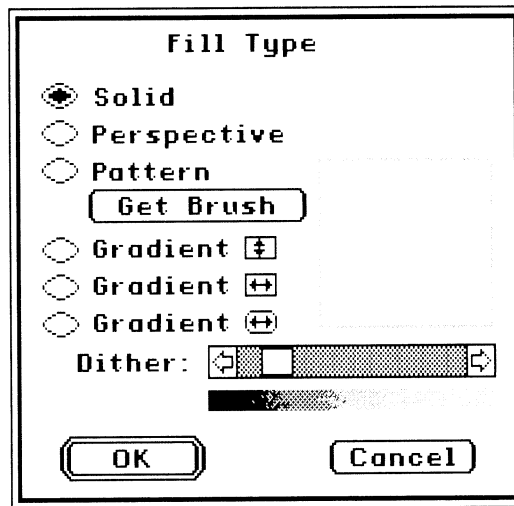 Fill Type
Solid
Perspective
Pattern
Get Brush
Gradient
Gradient
Gradient
Dither:
OK Cancel